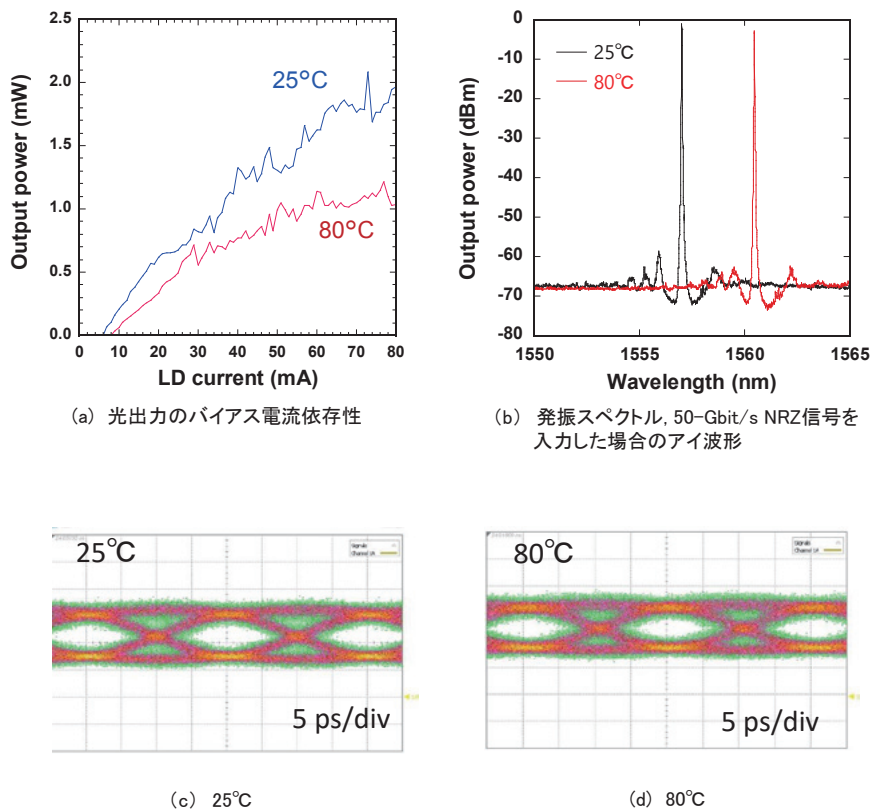 2.5
2.0
1.5
1.0
0.5
0.0
Output power (mW)
25°C
80°C
0 10 20 30 40 50 60 70 80
LD current (mA)
(a) 光出力のバイアス電流依存性
0
-10
-20
-30
-40
-50
-60
-70
-80
Output power (dBm)
25℃
80℃
1550 1555 1560 1565
Wavelength (nm)
(b) 発振スペクトル, 50-Gbit/s NRZ信号を
入力した場合のアイ波形
25℃
Signals
5 ps/div
(c) 25℃
80℃
Signals
5 ps/div
(d) 80℃